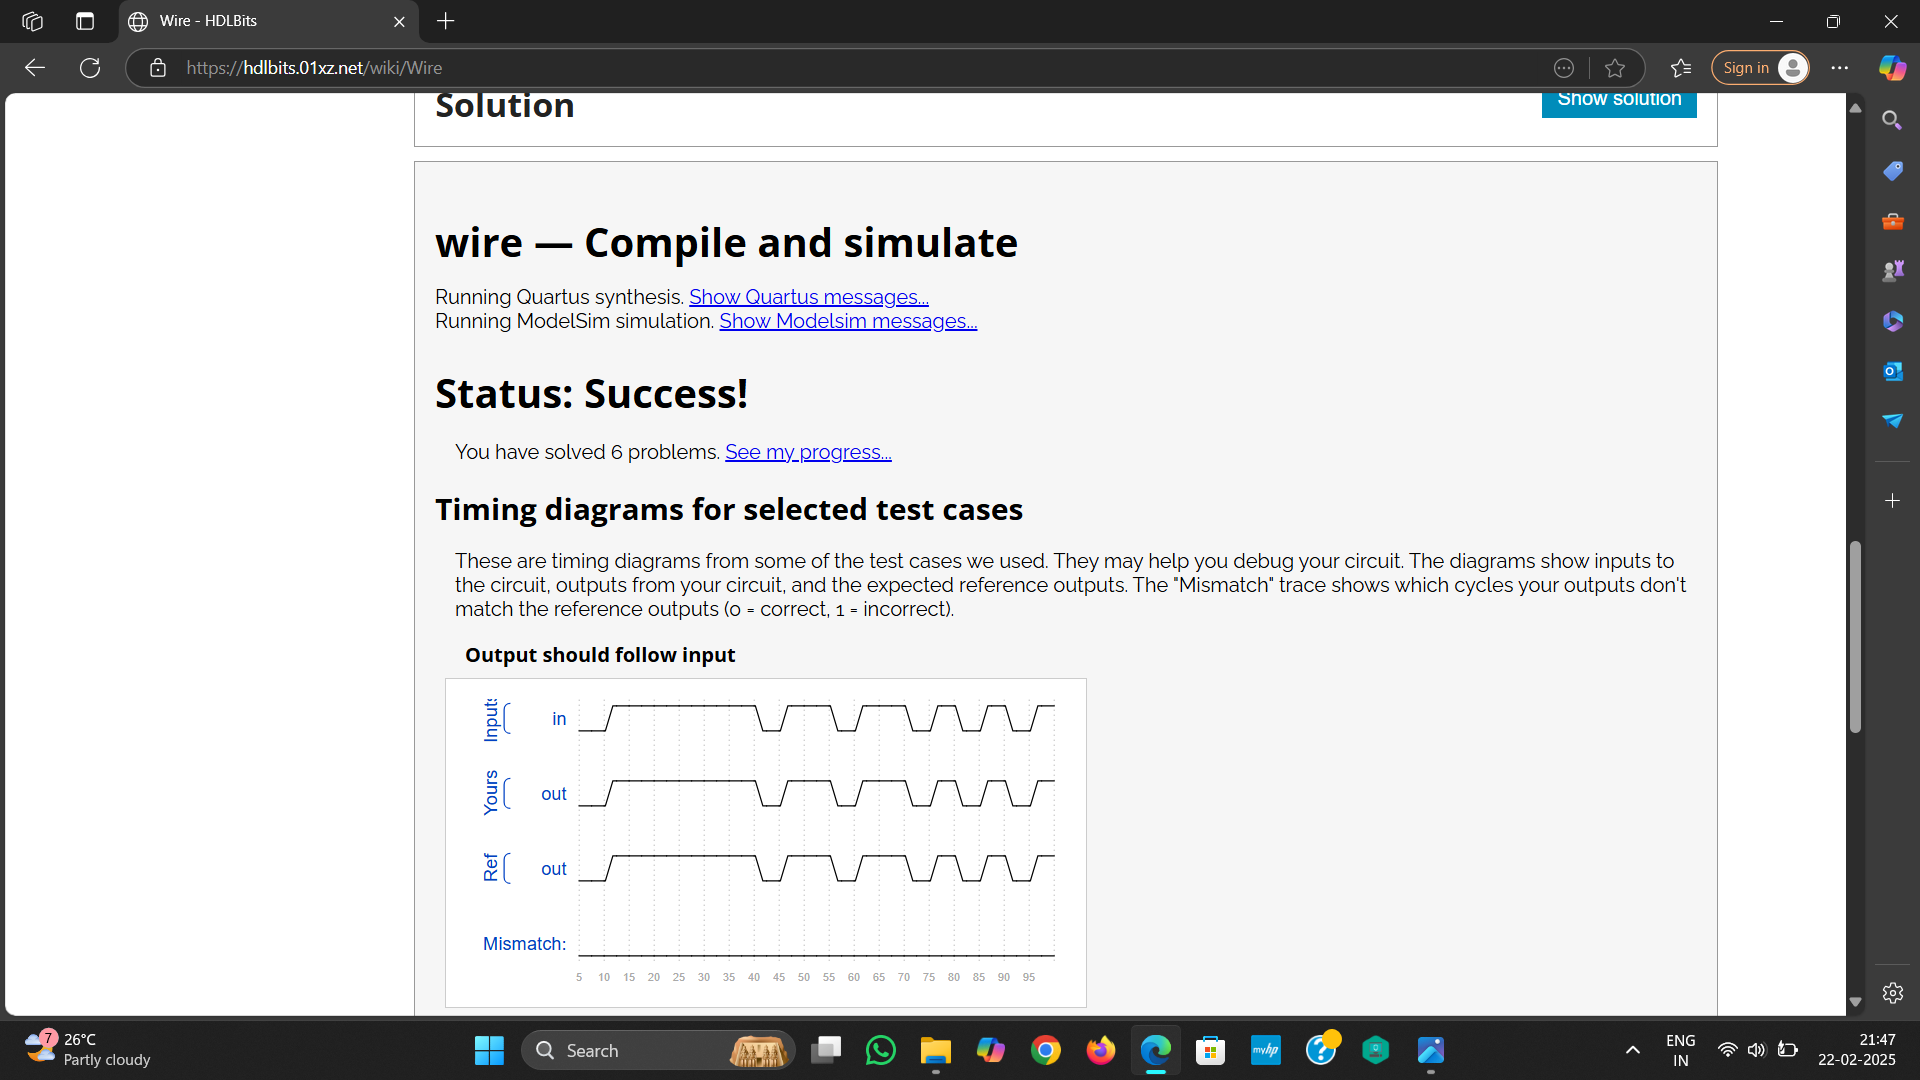 Wire - HDLBits
https://hdlbits.01xz.net/wiki/Wire
Sign in
Solution
Show solution
wire — Compile and simulate
Running Quartus synthesis. Show Quartus messages...
Running ModelSim simulation. Show Modelsim messages...
Status: Success!
You have solved 6 problems. See my progress...
Timing diagrams for selected test cases
These are timing diagrams from some of the test cases we used. They may help you debug your circuit. The diagrams show inputs to
the circuit, outputs from your circuit, and the expected reference outputs. The "Mismatch" trace shows which cycles your outputs don't
match the reference outputs (0 = correct, 1 = incorrect).
Output should follow input
Inputs
in
Yours
out
Ref
out
Mismatch:
5 10 15 20 25 30 35 40 45 50 55 60 65 70 75 80 85 90 95
7
26°C
Partly cloudy
Search
myhp
ENG
IN
21:47
22-02-2025